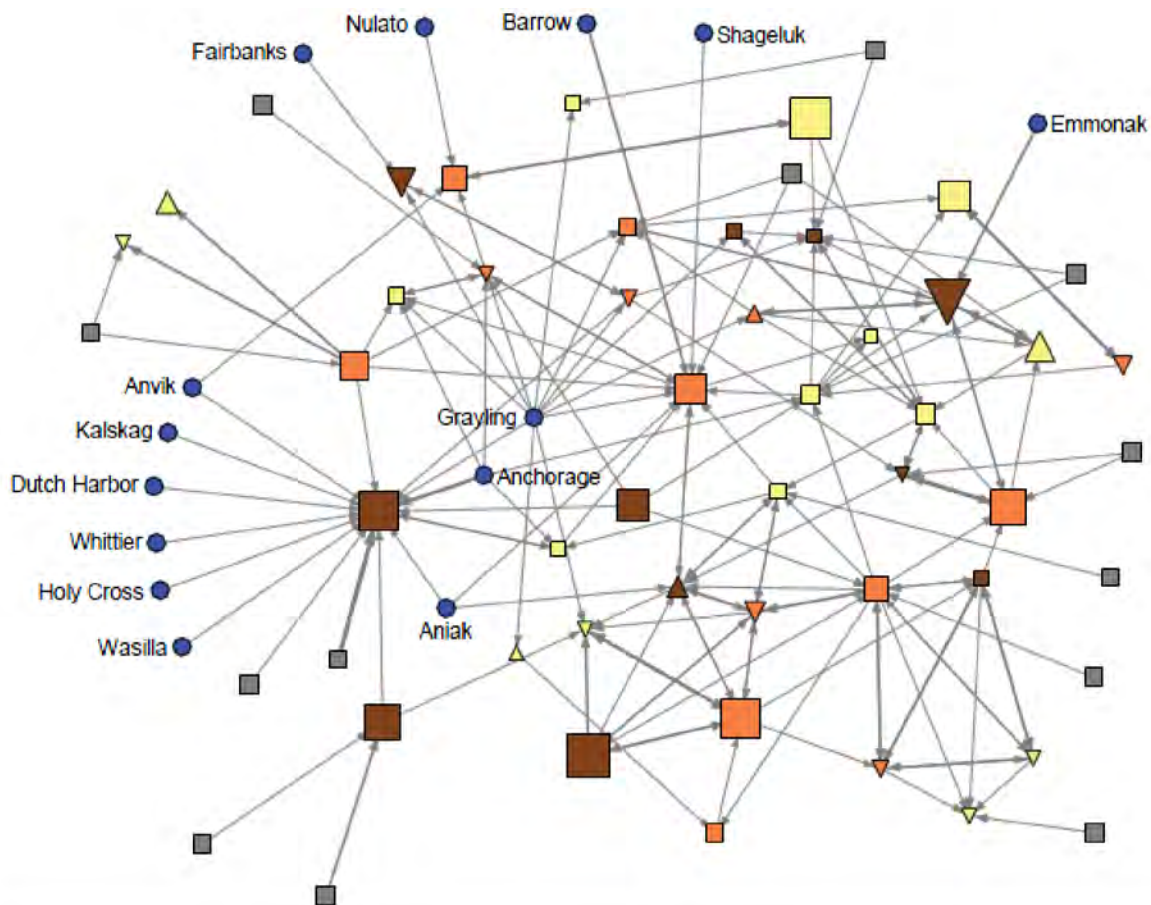 Nulato
Barrow
Shageluk
Fairbanks
Emmonak
Anvik
Grayling
Kalskag
Anchorage
Dutch Harbor
Whittier
Holy Cross
Aniak
Wasilla